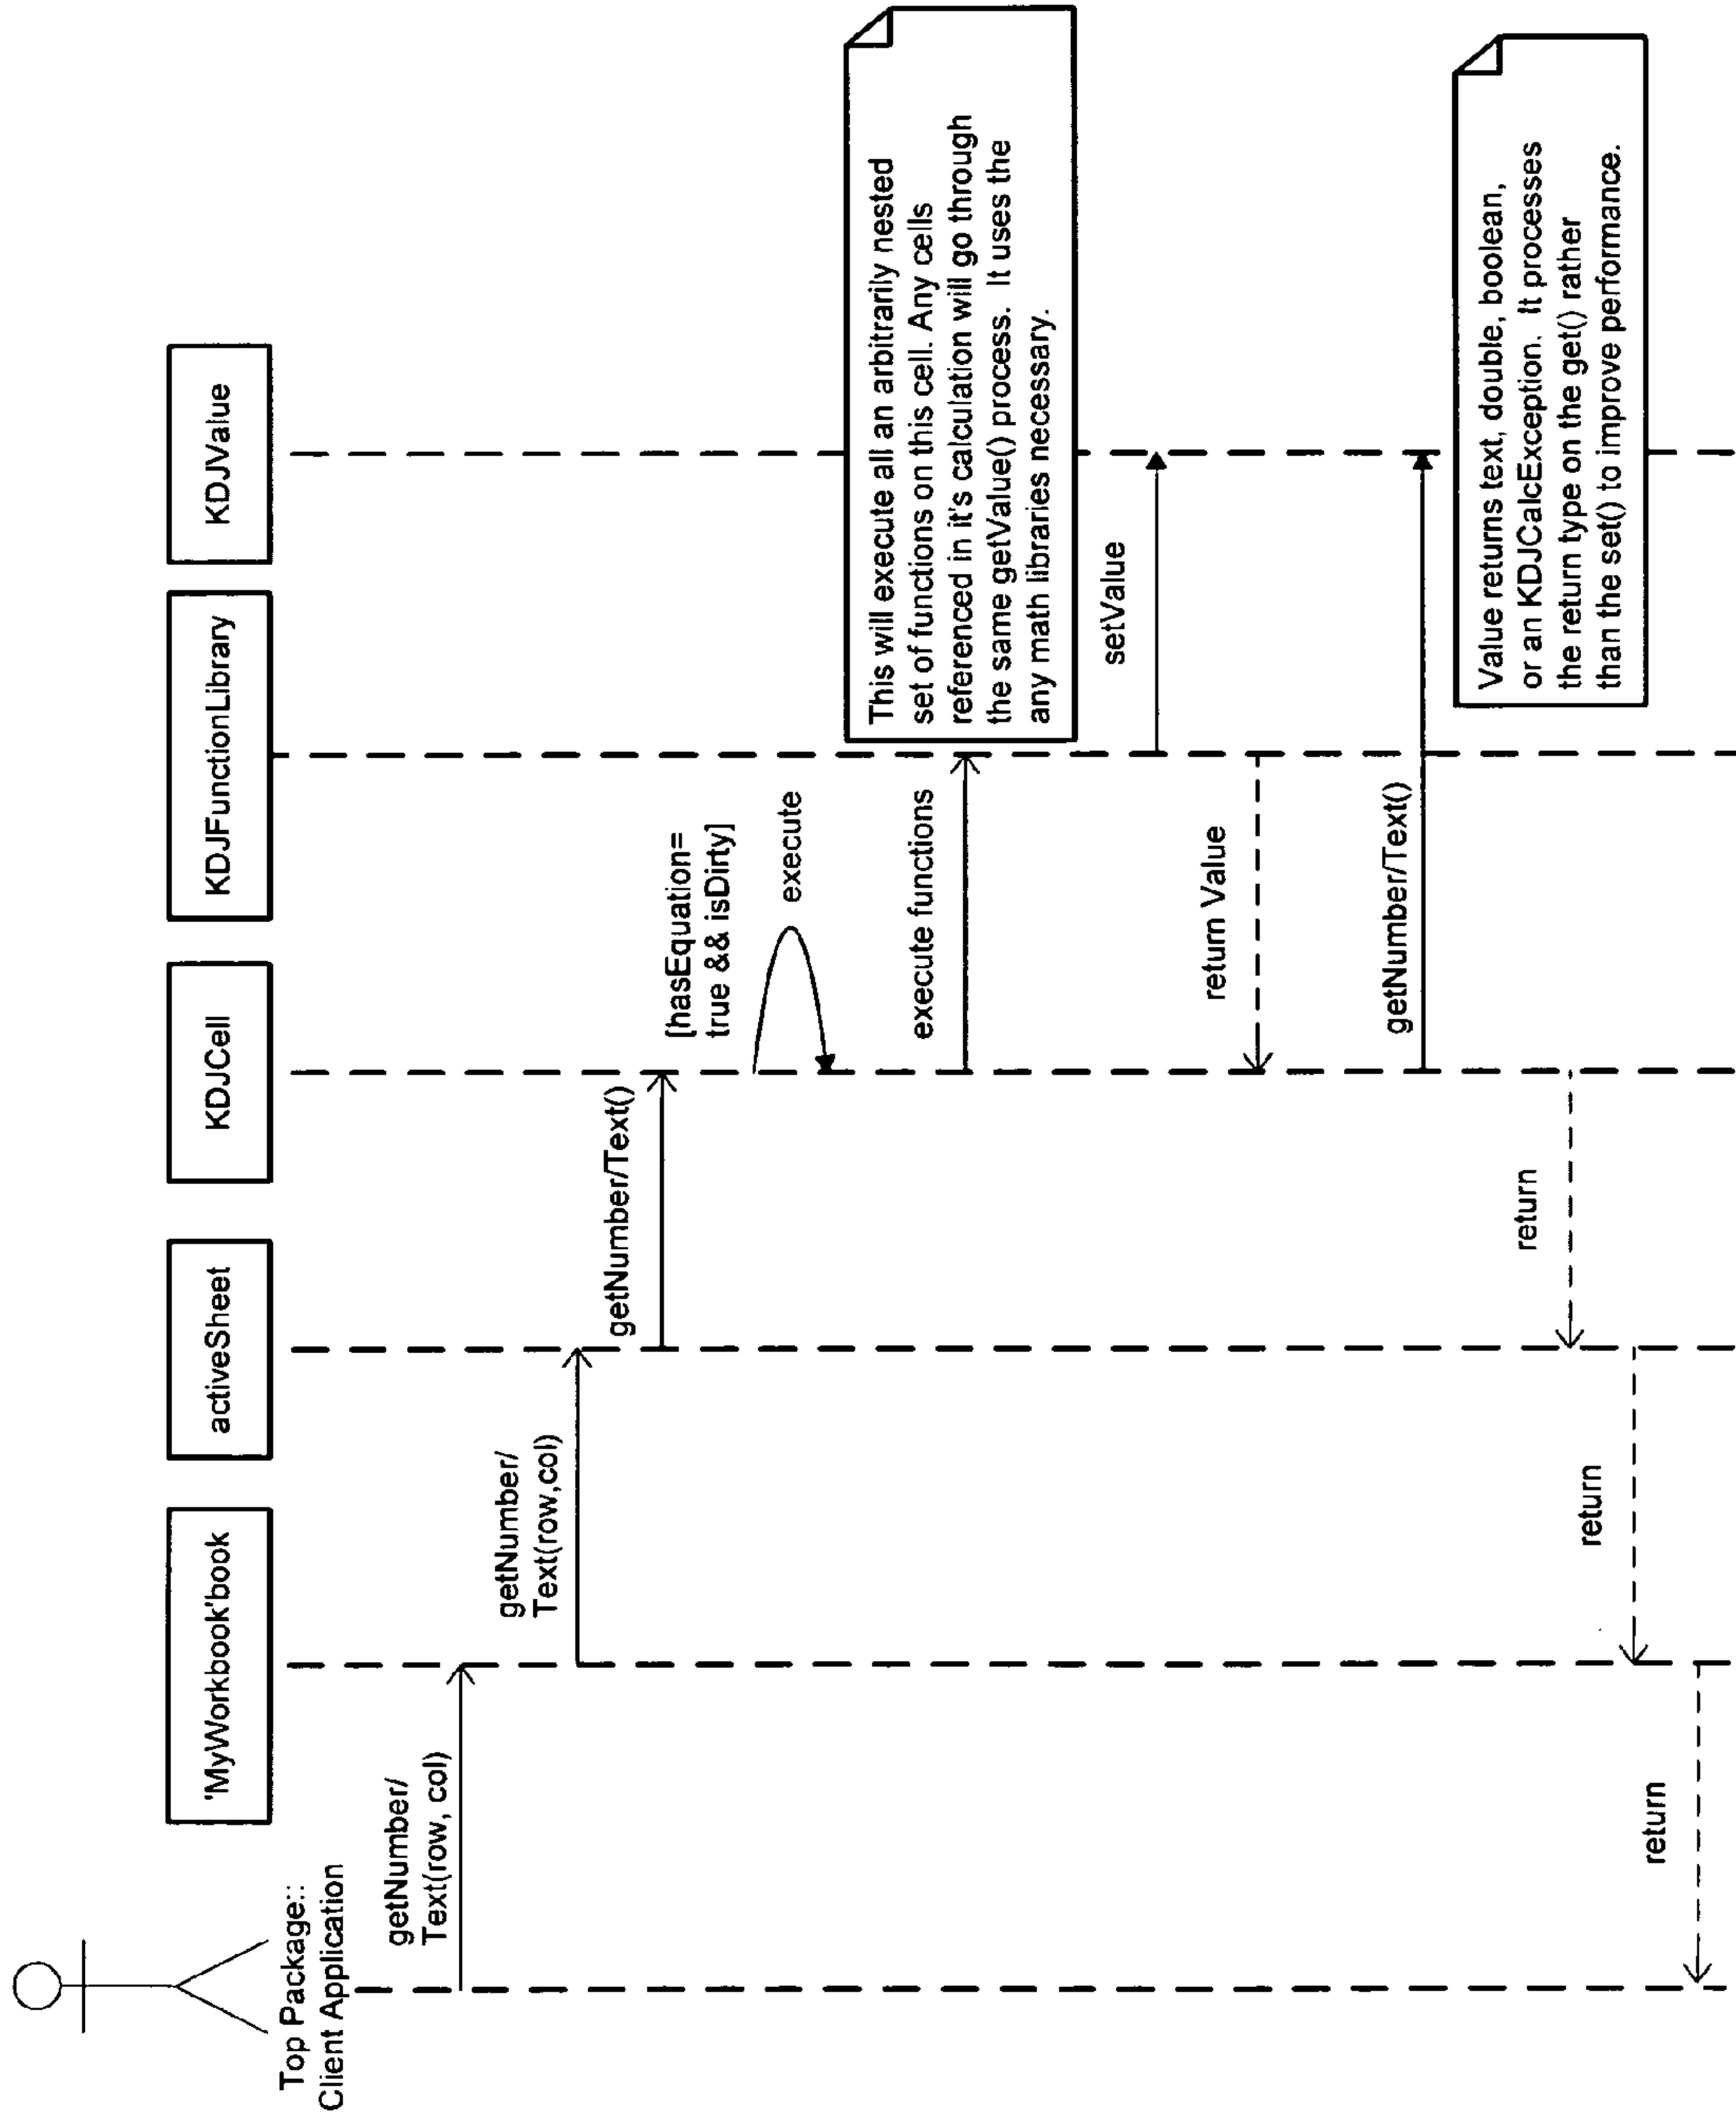 Top Package::
Client Application
'MyWorkbook'book
activeSheet
KDJCell
KDJFunctionLibrary
KDJValue
getNumber/
Text(row, col)
getNumber/
Text(row,col)
getNumber/Text()
[hasEquation=
true && isDirty]
execute
execute functions
This will execute all an arbitrarily nested
set of functions on this cell. Any cells
referenced in it's calculation will go through
the same getValue() process. It uses the
any math libraries necessary.
setValue
return Value
getNumber/Text()
Value returns text, double, boolean,
or an KDJCalcException. It processes
the return type on the get() rather
than the set() to improve performance.
return
return
return